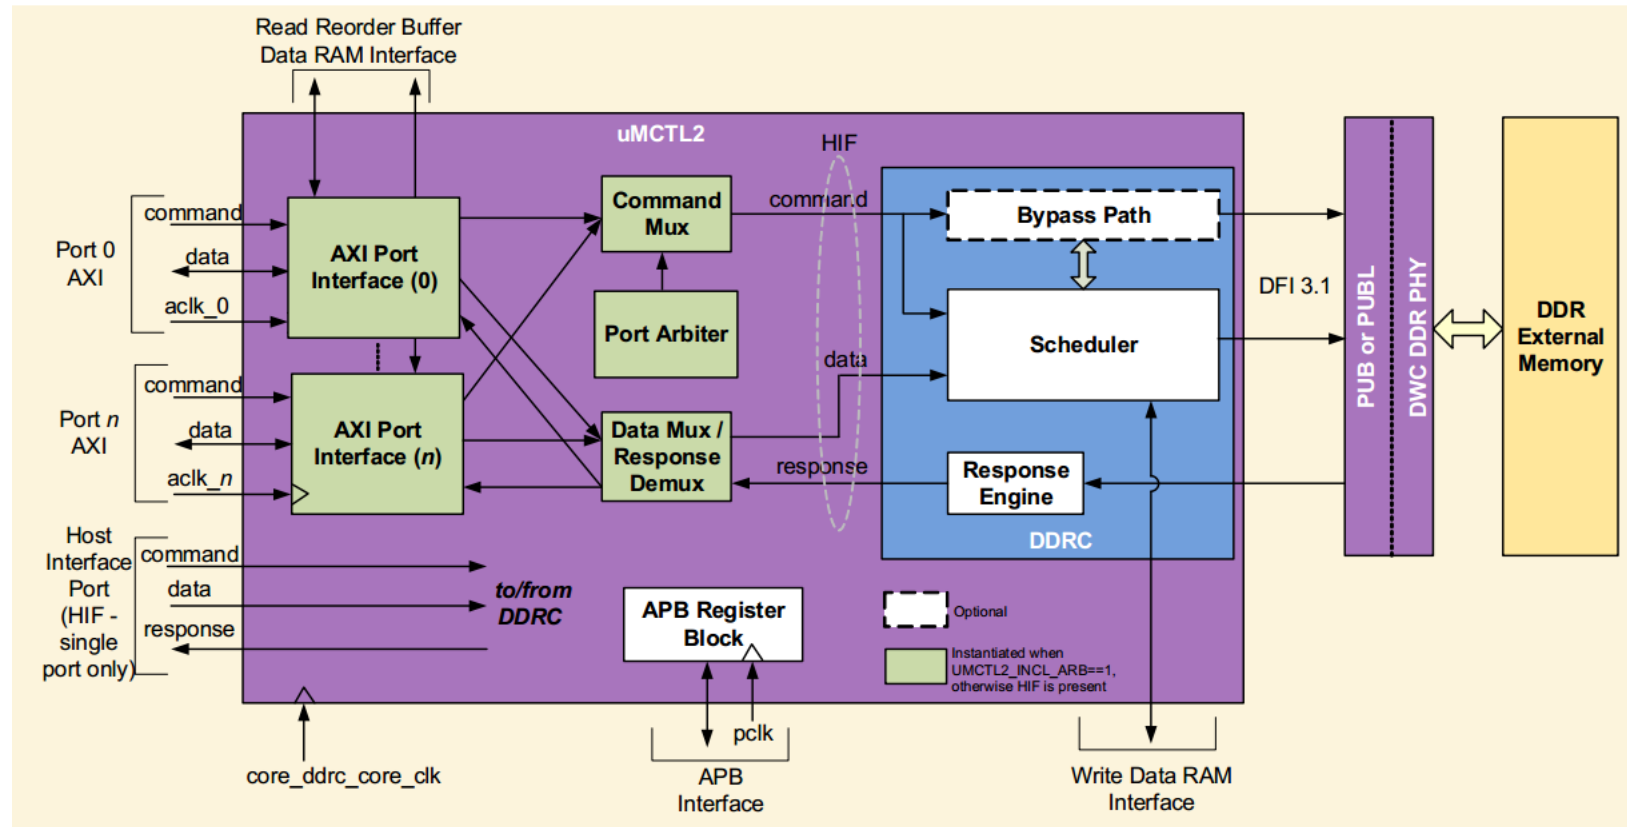 Read Reorder Buffer
Data RAM Interface
uMCTL2
HIF
Port 0
AXI
command
data
aclk_0
AXI Port
Interface (0)
Command
Mux
Port Arbiter
command
Bypass Path
DFI 3.1
Scheduler
data
PUB or PUBL
DWC DDR PHY
DDR
External
Memory
Port n
AXI
command
data
aclk_n
AXI Port
Interface (n)
Data Mux /
Response
Demux
response
Response
Engine
DDRC
Host
Interface
Port
(HIF -
single
port only)
command
data
response
to/from
DDRC
APB Register
Block
Optional
Instantiated when
UMCTL2_INCL_ARB==1,
otherwise HIF is present
core_ddrc_core_clk
pclk
APB
Interface
Write Data RAM
Interface